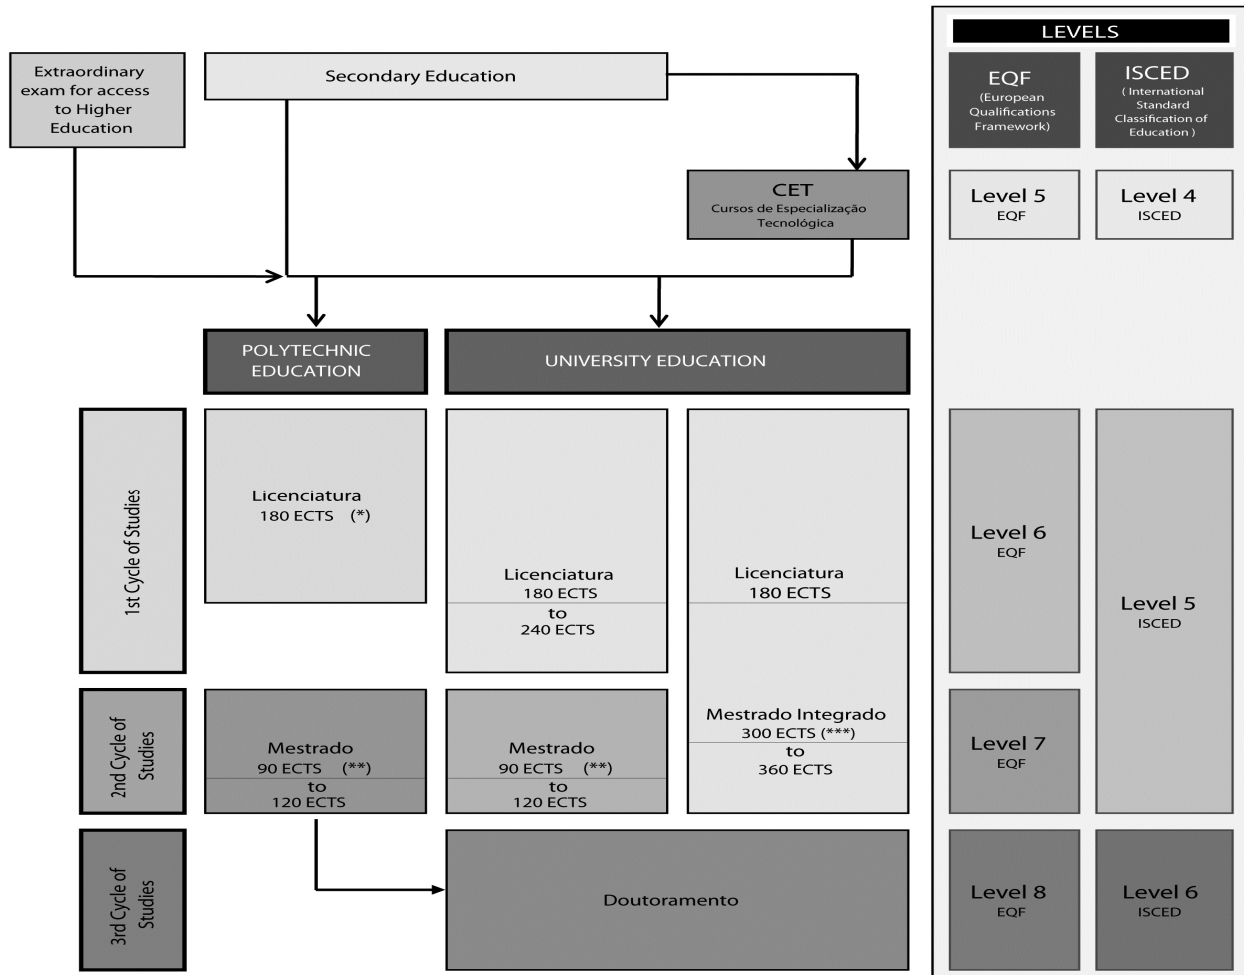 LEVELS
Extraordinary
exam for access
to Higher
Education
Secondary Education
EQF
(European
Qualifications
Framework)
ISCED
( International
Standard
Classification of
Education )
CET
Cursos de Especialização
Tecnológica
Level 5
EQF
Level 4
ISCED
POLYTECHNIC
EDUCATION
UNIVERSITY EDUCATION
1st Cycle of Studies
Licenciatura
180 ECTS (*)
Licenciatura
180 ECTS
to
240 ECTS
Licenciatura
180 ECTS
Level 6
EQF
Level 5
ISCED
2nd Cycle of
Studies
Mestrado
90 ECTS (**)
to
120 ECTS
Mestrado
90 ECTS (**)
to
120 ECTS
Mestrado Integrado
300 ECTS (***)
to
360 ECTS
Level 7
EQF
3rd Cycle of
Studies
Doutoramento
Level 8
EQF
Level 6
ISCED